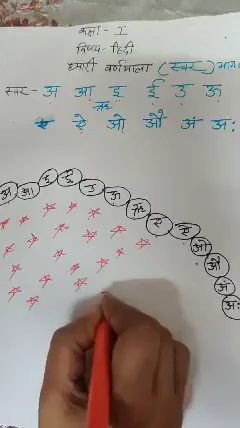 कक्षा - I
विषय - हिंदी
हमारी वर्णमाला (स्वर) भाग
स्वर - अ आ इ ई उ ऊ
ऋ
ए ऐ ओ औ अं अः
अ आ इ ई उ ऊ ऋ ए ऐ ओ औ अं अः